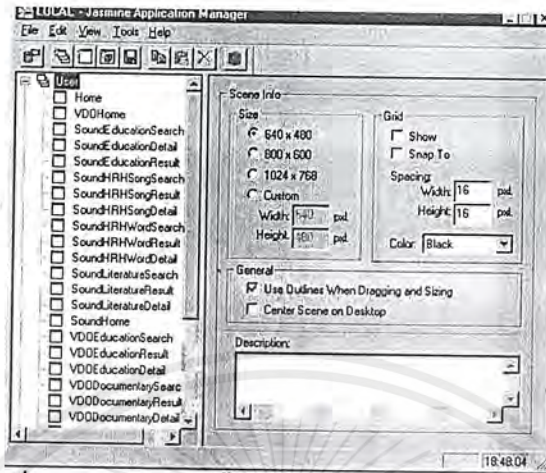 LOCAL - Jasmine Application Manager
File Edit View Tools Help
User
Home
VDOHome
SoundEducationSearch
SoundEducationDetail
SoundEducationResult
SoundHRHSongSearch
SoundHRHSongResult
SoundHRHSongDetail
SoundHRHWordSearch
SoundHRHWordResult
SoundHRHWordDetail
SoundLiteratureSearch
SoundLiteratureResult
SoundLiteratureDetail
SoundHome
VDOEducationSearch
VDOEducationResult
VDOEducationDetail
VDODocumentarySearc
VDODocumentaryResul
VDODocumentaryDetail
Scene Info
Size
640 x 480
800 x 600
1024 x 768
Custom
Width: 640 pxl.
Height: 480 pxl.
Grid
Show
Snap To
Spacing:
Width: 16 pxl.
Height: 16 pxl.
Color: Black
General
Use Outlines When Dragging and Sizing
Center Scene on Desktop
Description:
18:48:04